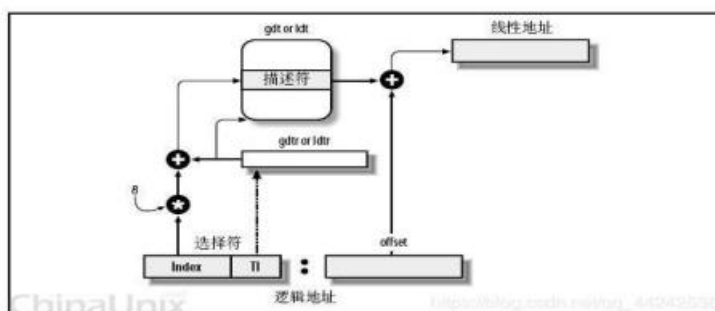 gdt or ldt
线性地址
描述符
gdtr or ldtr
8
选择符
offset
Index
TI
:
逻辑地址
ChinaUnix